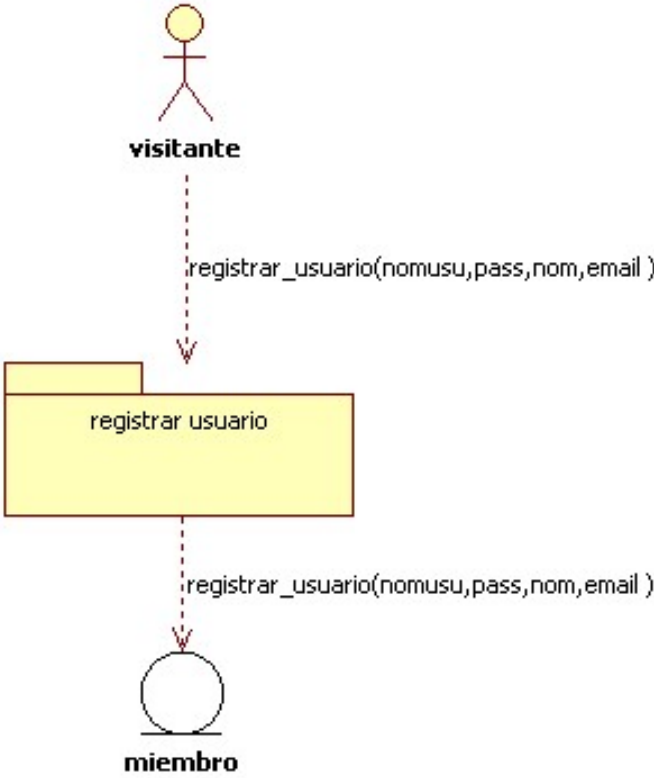 visitante
registrar_usuario(nomusu,pass,nom,email )
registrar usuario
registrar_usuario(nomusu,pass,nom,email )
miembro